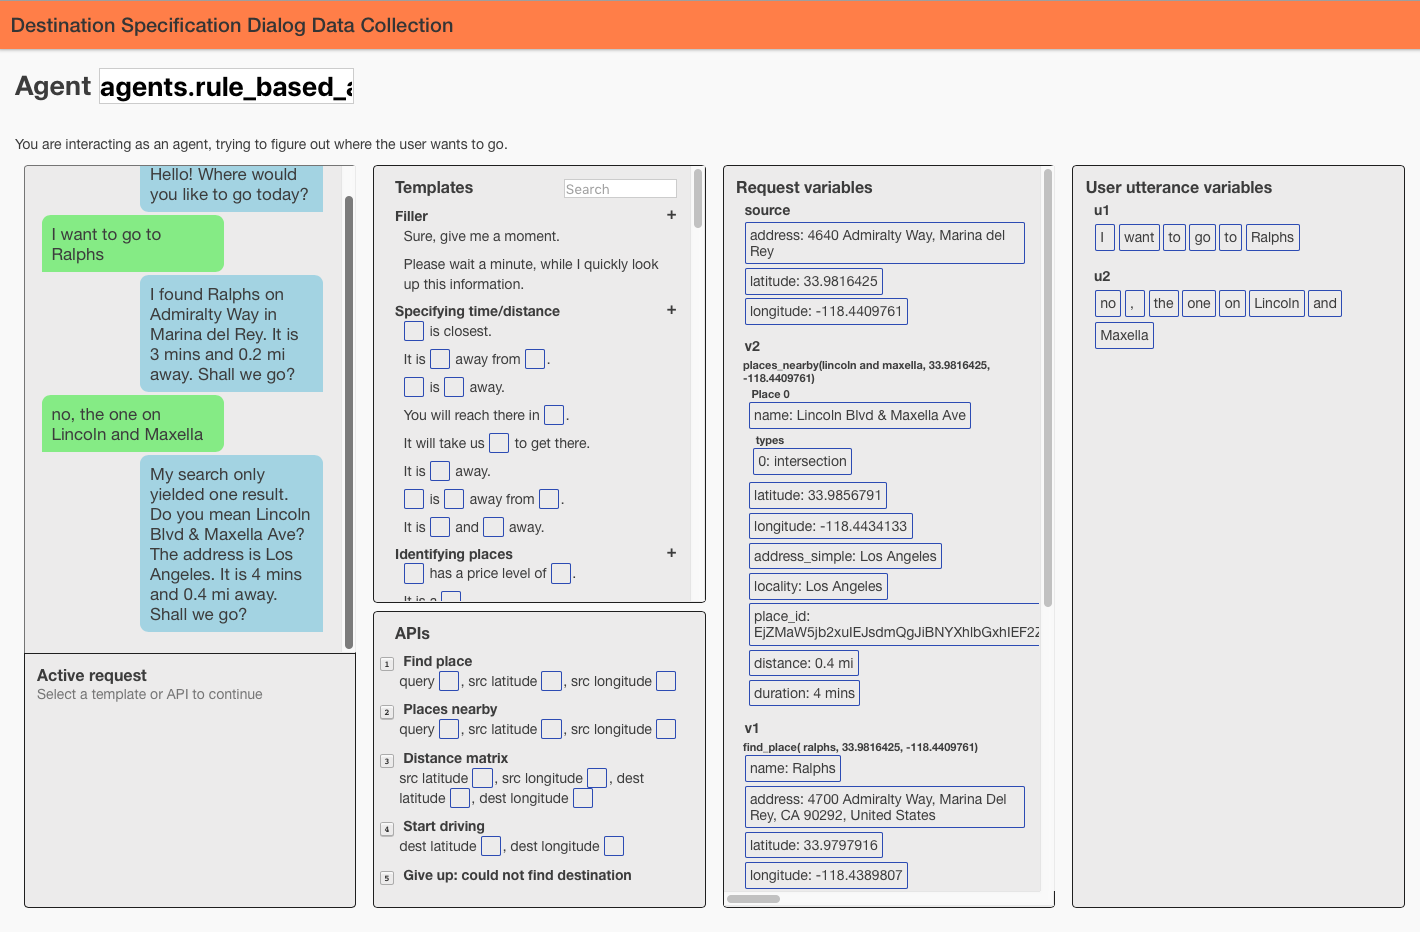 Destination Specification Dialog Data Collection
Agent agents.rule_based_a
You are interacting as an agent, trying to figure out where the user wants to go.
Hello! Where would
you like to go today?
I want to go to
Ralphs
I found Ralphs on
Admiralty Way in
Marina del Rey. It is
3 mins and 0.2 mi
away. Shall we go?
no, the one on
Lincoln and Maxella
My search only
yielded one result.
Do you mean Lincoln
Blvd & Maxella Ave?
The address is Los
Angeles. It is 4 mins
and 0.4 mi away.
Shall we go?
Active request
Select a template or API to continue
Templates
Search
Filler +
Sure, give me a moment.
Please wait a minute, while I quickly look
up this information.
Specifying time/distance +
is closest.
It is away from .
is away.
You will reach there in .
It will take us to get there.
It is away.
is away from .
It is and away.
Identifying places +
has a price level of .
It is a
APIs
1 Find place
query , src latitude , src longitude
2 Places nearby
query , src latitude , src longitude
3 Distance matrix
src latitude , src longitude , dest
latitude , dest longitude
4 Start driving
dest latitude , dest longitude
5 Give up: could not find destination
Request variables
source
address: 4640 Admiralty Way, Marina del
Rey
latitude: 33.9816425
longitude: -118.4409761
v2
places_nearby(lincoln and maxella, 33.9816425,
-118.4409761)
Place 0
name: Lincoln Blvd & Maxella Ave
types
0: intersection
latitude: 33.9856791
longitude: -118.4434133
address_simple: Los Angeles
locality: Los Angeles
place_id:
EjZMaW5jb2xuIEJsdmQgJiBNYXhlbGxhIEF2Z
distance: 0.4 mi
duration: 4 mins
v1
find_place( ralphs, 33.9816425, -118.4409761)
name: Ralphs
address: 4700 Admiralty Way, Marina Del
Rey, CA 90292, United States
latitude: 33.9797916
longitude: -118.4389807
User utterance variables
u1
I want to go to Ralphs
u2
no , the one on Lincoln and
Maxella